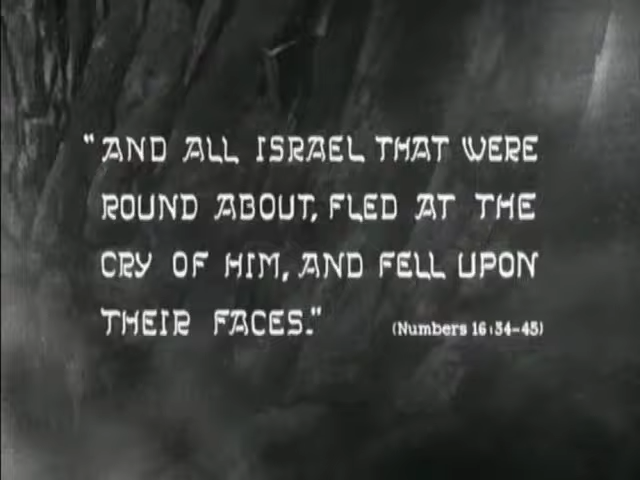 "AND ALL ISRAEL THAT WERE
ROUND ABOUT, FLED AT THE
CRY OF HIM, AND FELL UPON
THEIR FACES." (Numbers 16:34-45)